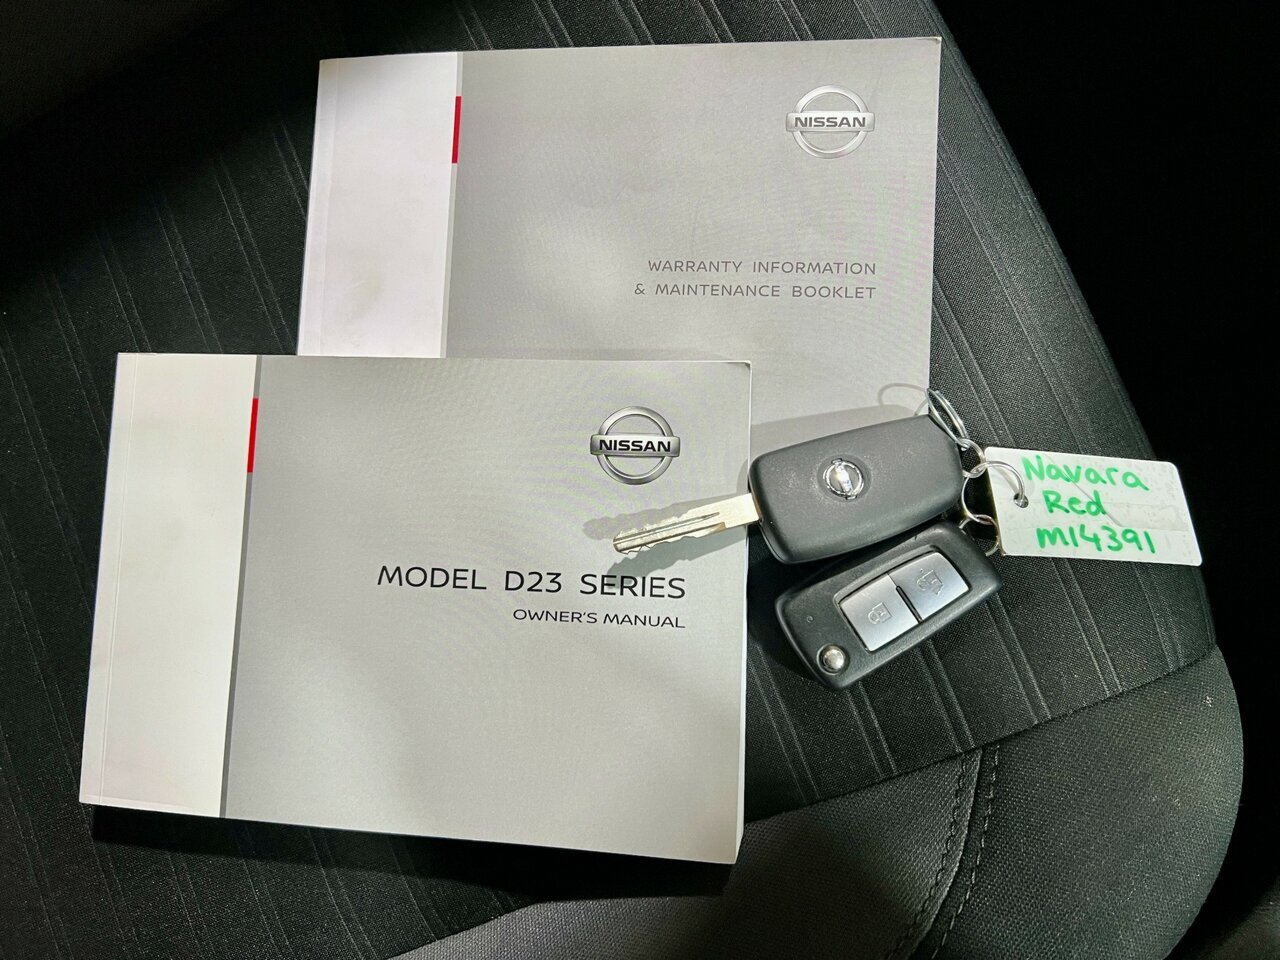 NISSAN
WARRANTY INFORMATION
& MAINTENANCE BOOKLET
NISSAN
MODEL D23 SERIES
OWNER'S MANUAL
Navara
Red
M14391